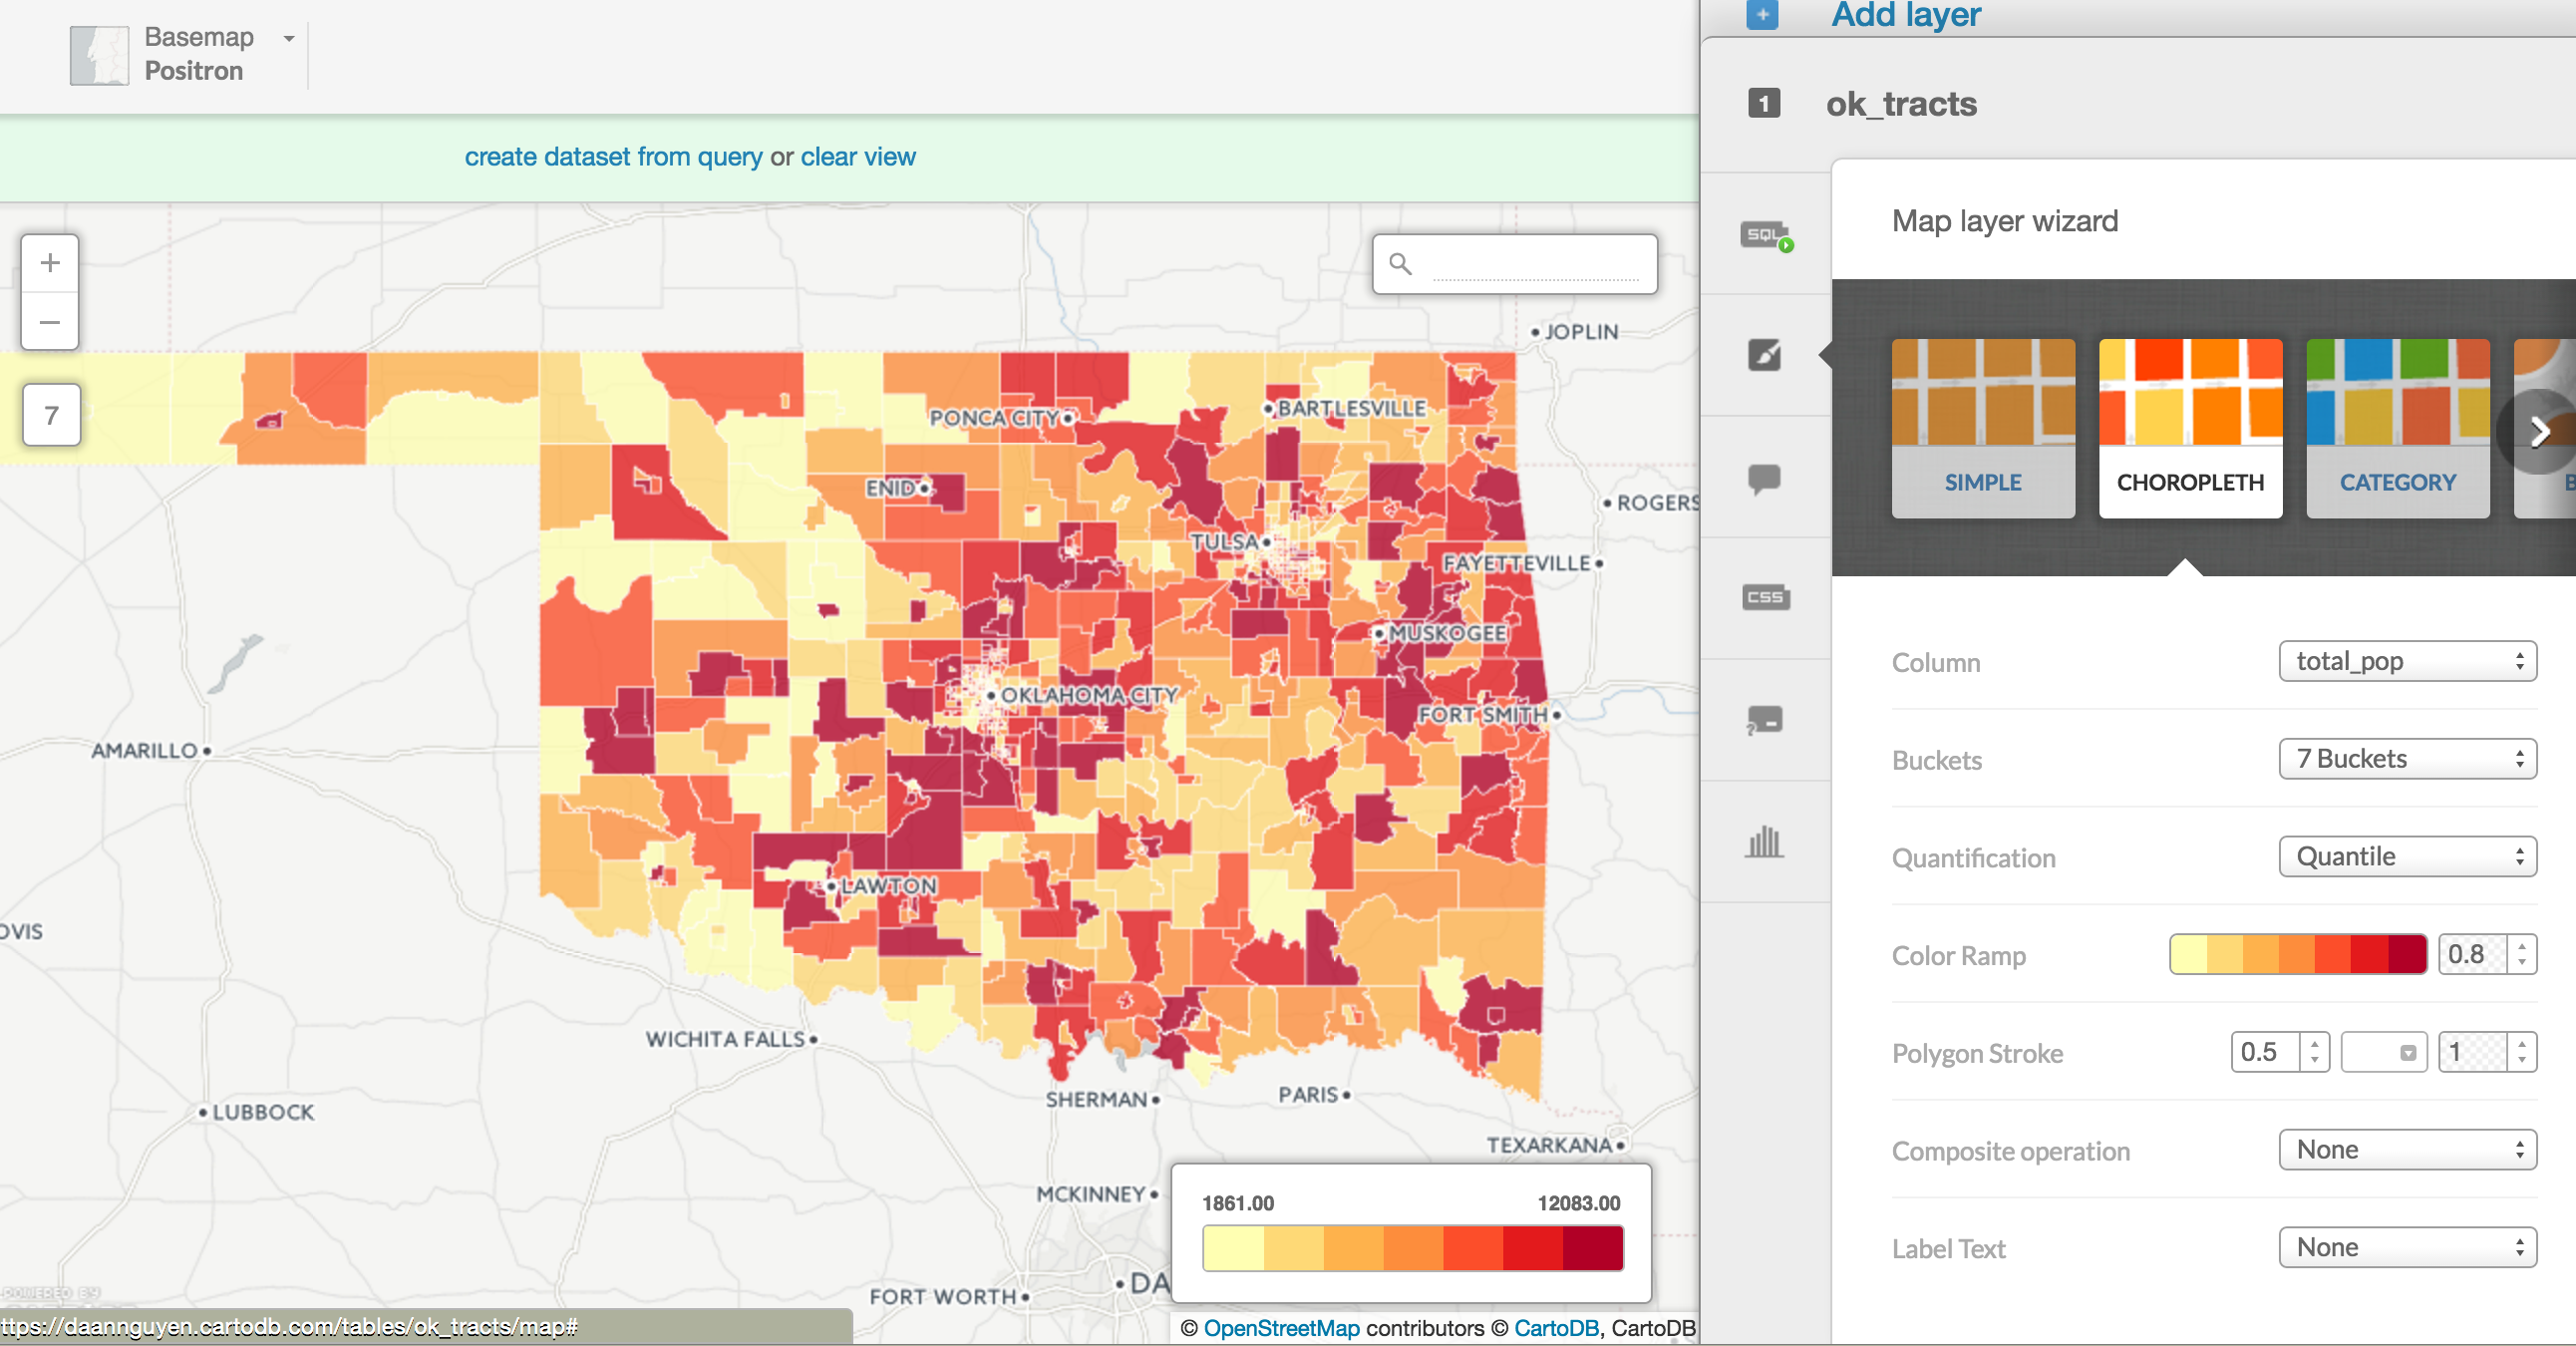 Basemap
Positron
create dataset from query or clear view
+
−
7
JOPLIN
PONCA CITY
BARTLESVILLE
ENID
ROGERS
TULSA
FAYETTEVILLE
MUSKOGEE
OKLAHOMA CITY
FORT SMITH
AMARILLO
LAWTON
OVIS
WICHITA FALLS
SHERMAN
PARIS
LUBBOCK
TEXARKANA
MCKINNEY
1861.00 12083.00
FORT WORTH
DA
POWERED BY
ttps://daannguyen.cartodb.com/tables/ok_tracts/map#
© OpenStreetMap contributors © CartoDB, CartoDB
+ Add layer
1 ok_tracts
SQL
CSS
Map layer wizard
SIMPLE CHOROPLETH CATEGORY B
Column total_pop
Buckets 7 Buckets
Quantification Quantile
Color Ramp 0.8
Polygon Stroke 0.5 1
Composite operation None
Label Text None